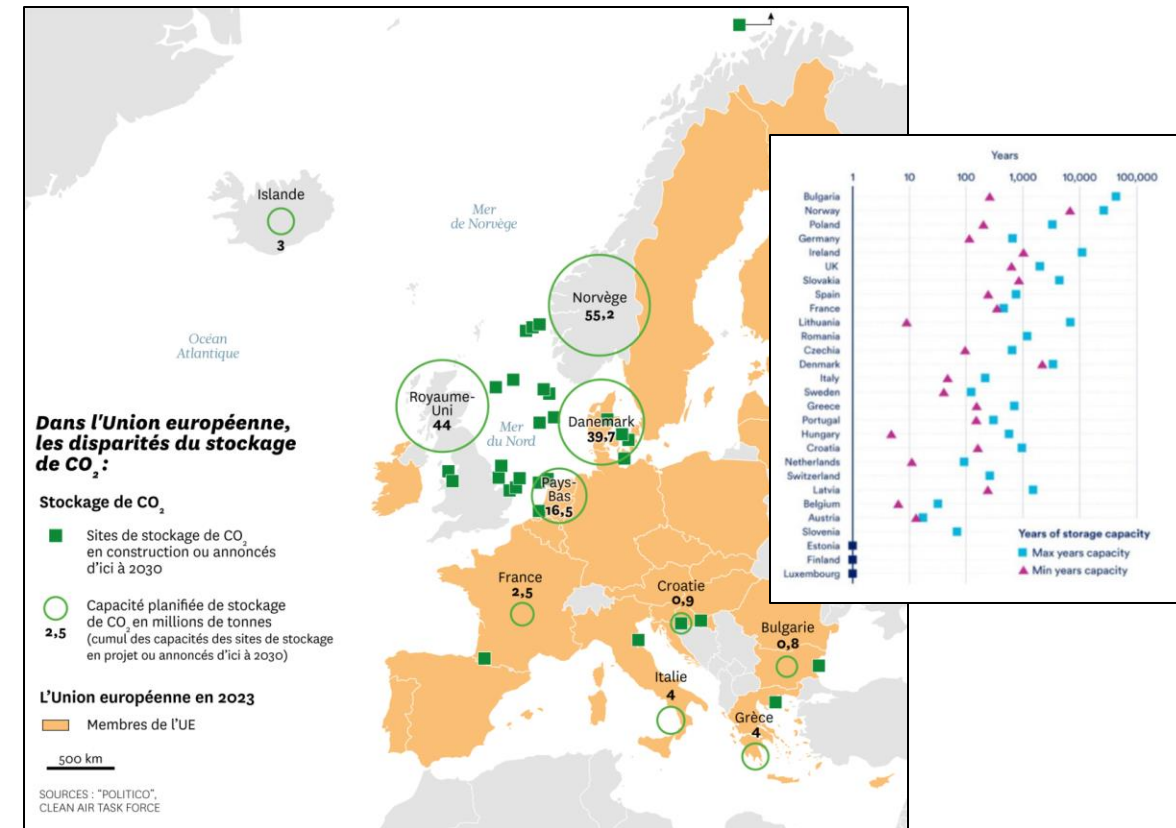 Islande
3
Mer
de Norvège
Norvège
55,2
Océan
Atlantique
Royaume-
Uni
44
Mer
du Nord
Danemark
39,7
Pays-
Bas
16,5
France
2,5
Croatie
0,9
Bulgarie
0,8
Italie
4
Grèce
4
Dans l'Union européenne,
les disparités du stockage
de CO₂ :
Stockage de CO₂
Sites de stockage de CO₂
en construction ou annoncés
d'ici à 2030
Capacité planifiée de stockage
de CO₂ en millions de tonnes
(cumul des capacités des sites de stockage
en projet ou annoncés d'ici à 2030)
2,5
L'Union européenne en 2023
Membres de l'UE
500 km
SOURCES : "POLITICO",
CLEAN AIR TASK FORCE
Years
1 10 100 1,000 10,000 100,000
Bulgaria
Norway
Poland
Germany
Ireland
UK
Slovakia
Spain
France
Lithuania
Romania
Czechia
Denmark
Italy
Sweden
Greece
Portugal
Hungary
Croatia
Netherlands
Switzerland
Latvia
Belgium
Austria
Slovenia
Estonia
Finland
Luxembourg
Years of storage capacity
Max years capacity
Min years capacity